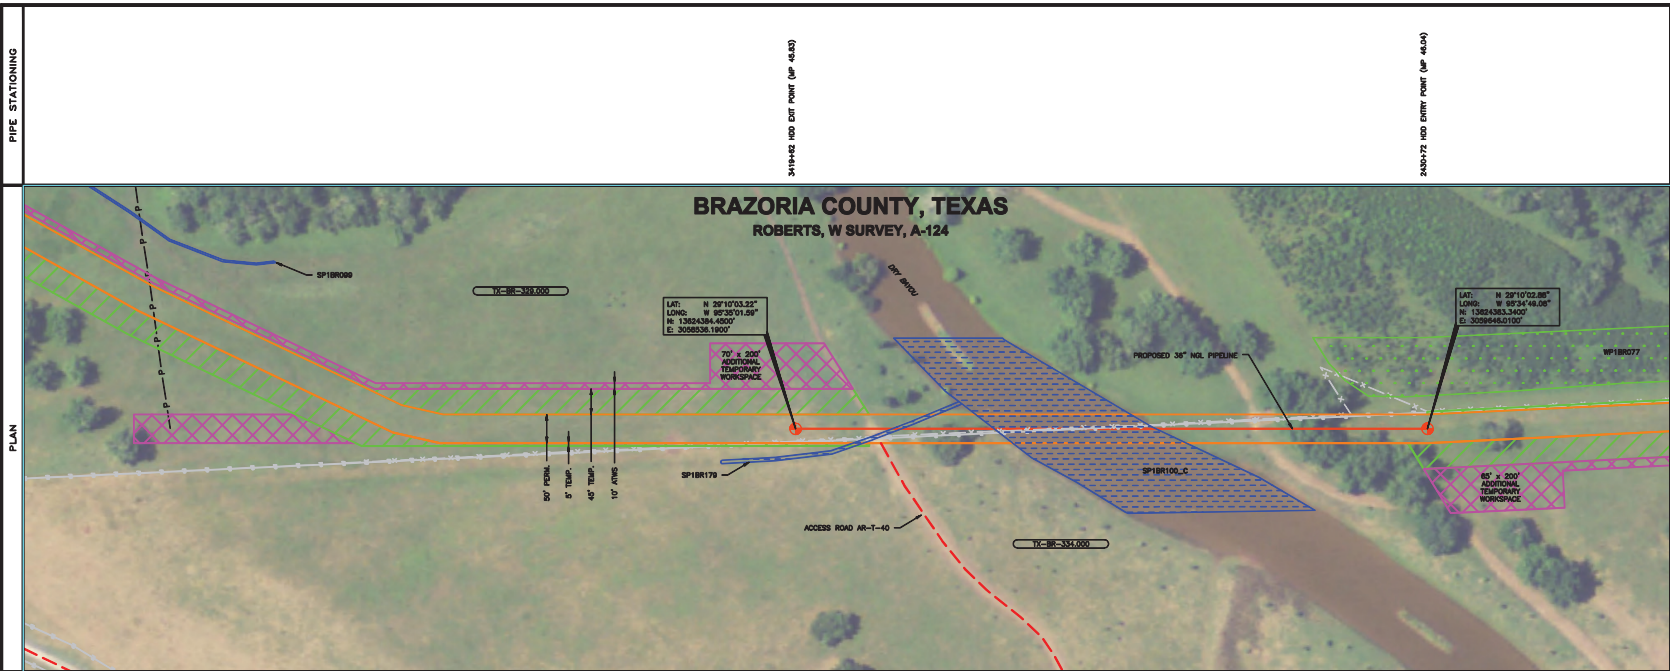 PIPE STATIONING
3419+62 HDD EXIT POINT (MP 45.83)
2430+72 HDD ENTRY POINT (MP 46.04)
PLAN
BRAZORIA COUNTY, TEXAS
ROBERTS, W SURVEY, A-124
P
P
P
P
P
SP1BR099
TX-BR-329.000
DRY BAYOU
LAT: N 29°10'03.22"
LONG: W 95°35'01.59"
N: 13624384.4500'
E: 3058536.1900'
LAT: N 29°10'02.88"
LONG: W 95°34'49.06"
N: 13624383.3400'
E: 3059646.0100'
70' x 200'
ADDITIONAL
TEMPORARY
WORKSPACE
PROPOSED 36" NGL PIPELINE
WP1BR077
50' PERM.
5' TEMP.
45' TEMP.
10' ATWS
SP1BR179
SP1BR100_C
65' x 200'
ADDITIONAL
TEMPORARY
WORKSPACE
ACCESS ROAD AR-T-40
TX-BR-334.000